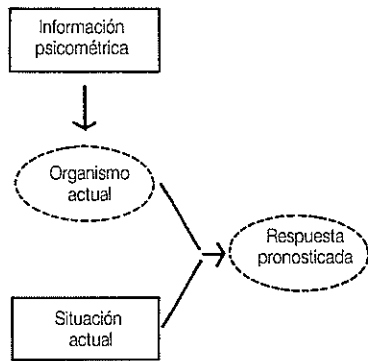 Información
psicométrica
Organismo
actual
Respuesta
pronosticada
Situación
actual